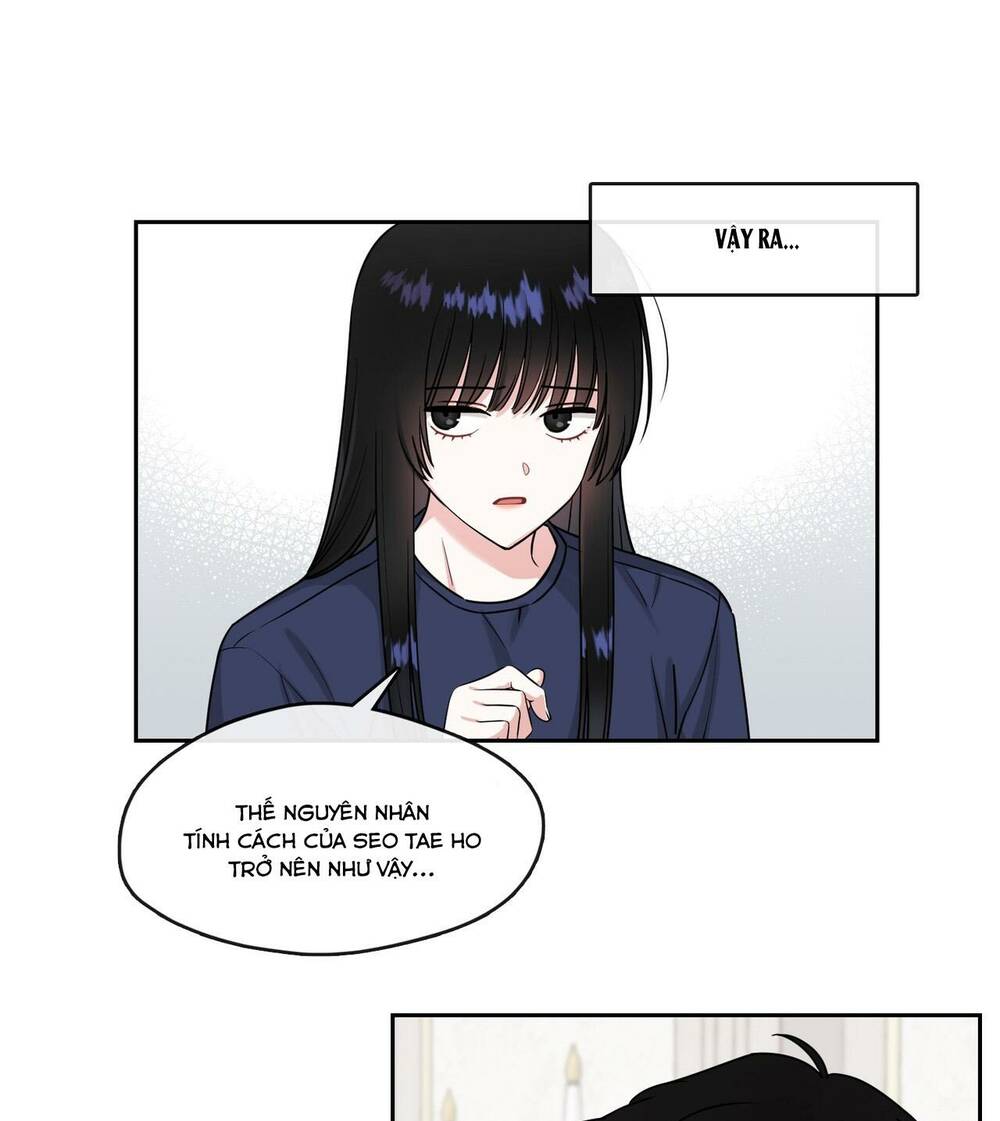 VẬY RA...
THẾ NGUYÊN NHÂN
TÍNH CÁCH CỦA SEO TAE HO
TRỞ NÊN NHƯ VẬY...